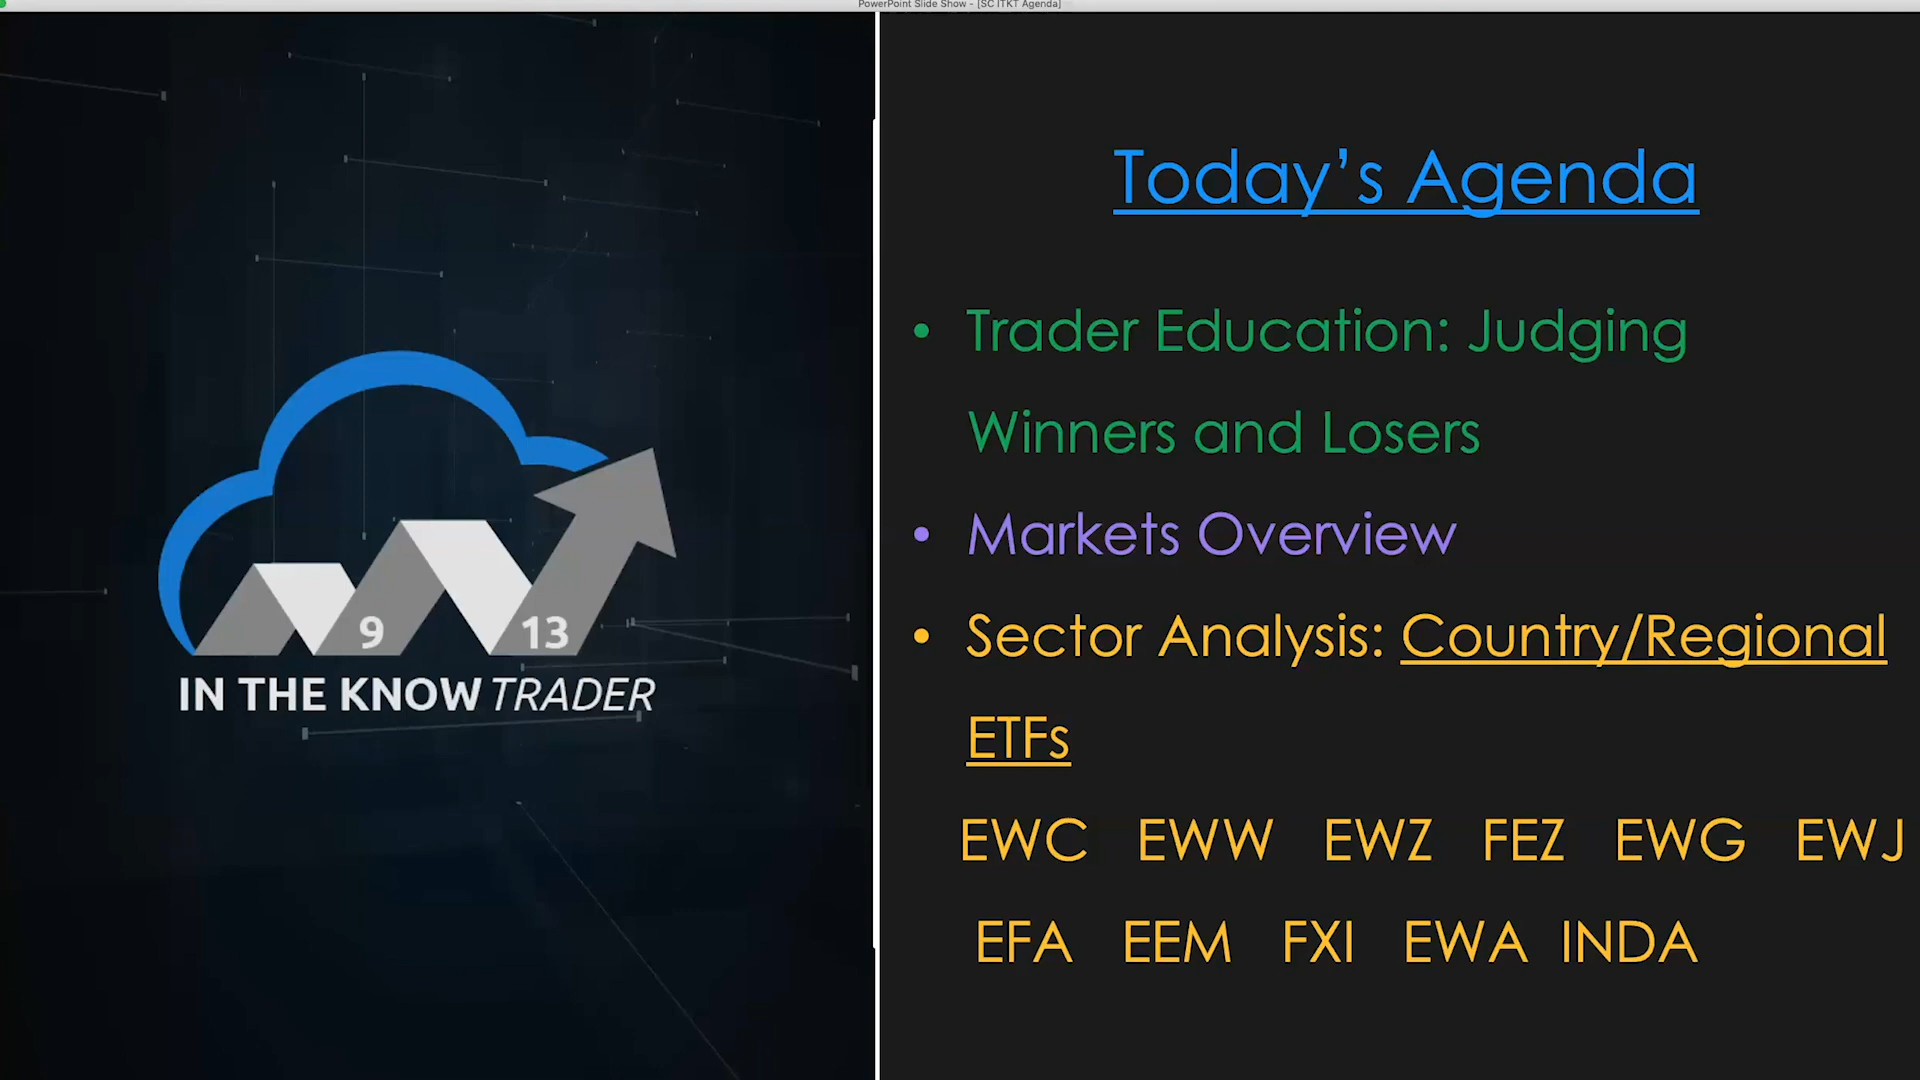 PowerPoint Slide Show - [SC ITKT Agenda]
9 13
IN THE KNOW TRADER
Today’s Agenda
• Trader Education: Judging
Winners and Losers
• Markets Overview
• Sector Analysis: Country/Regional
ETFs
EWC EWW EWZ FEZ EWG EWJ
EFA EEM FXI EWA INDA